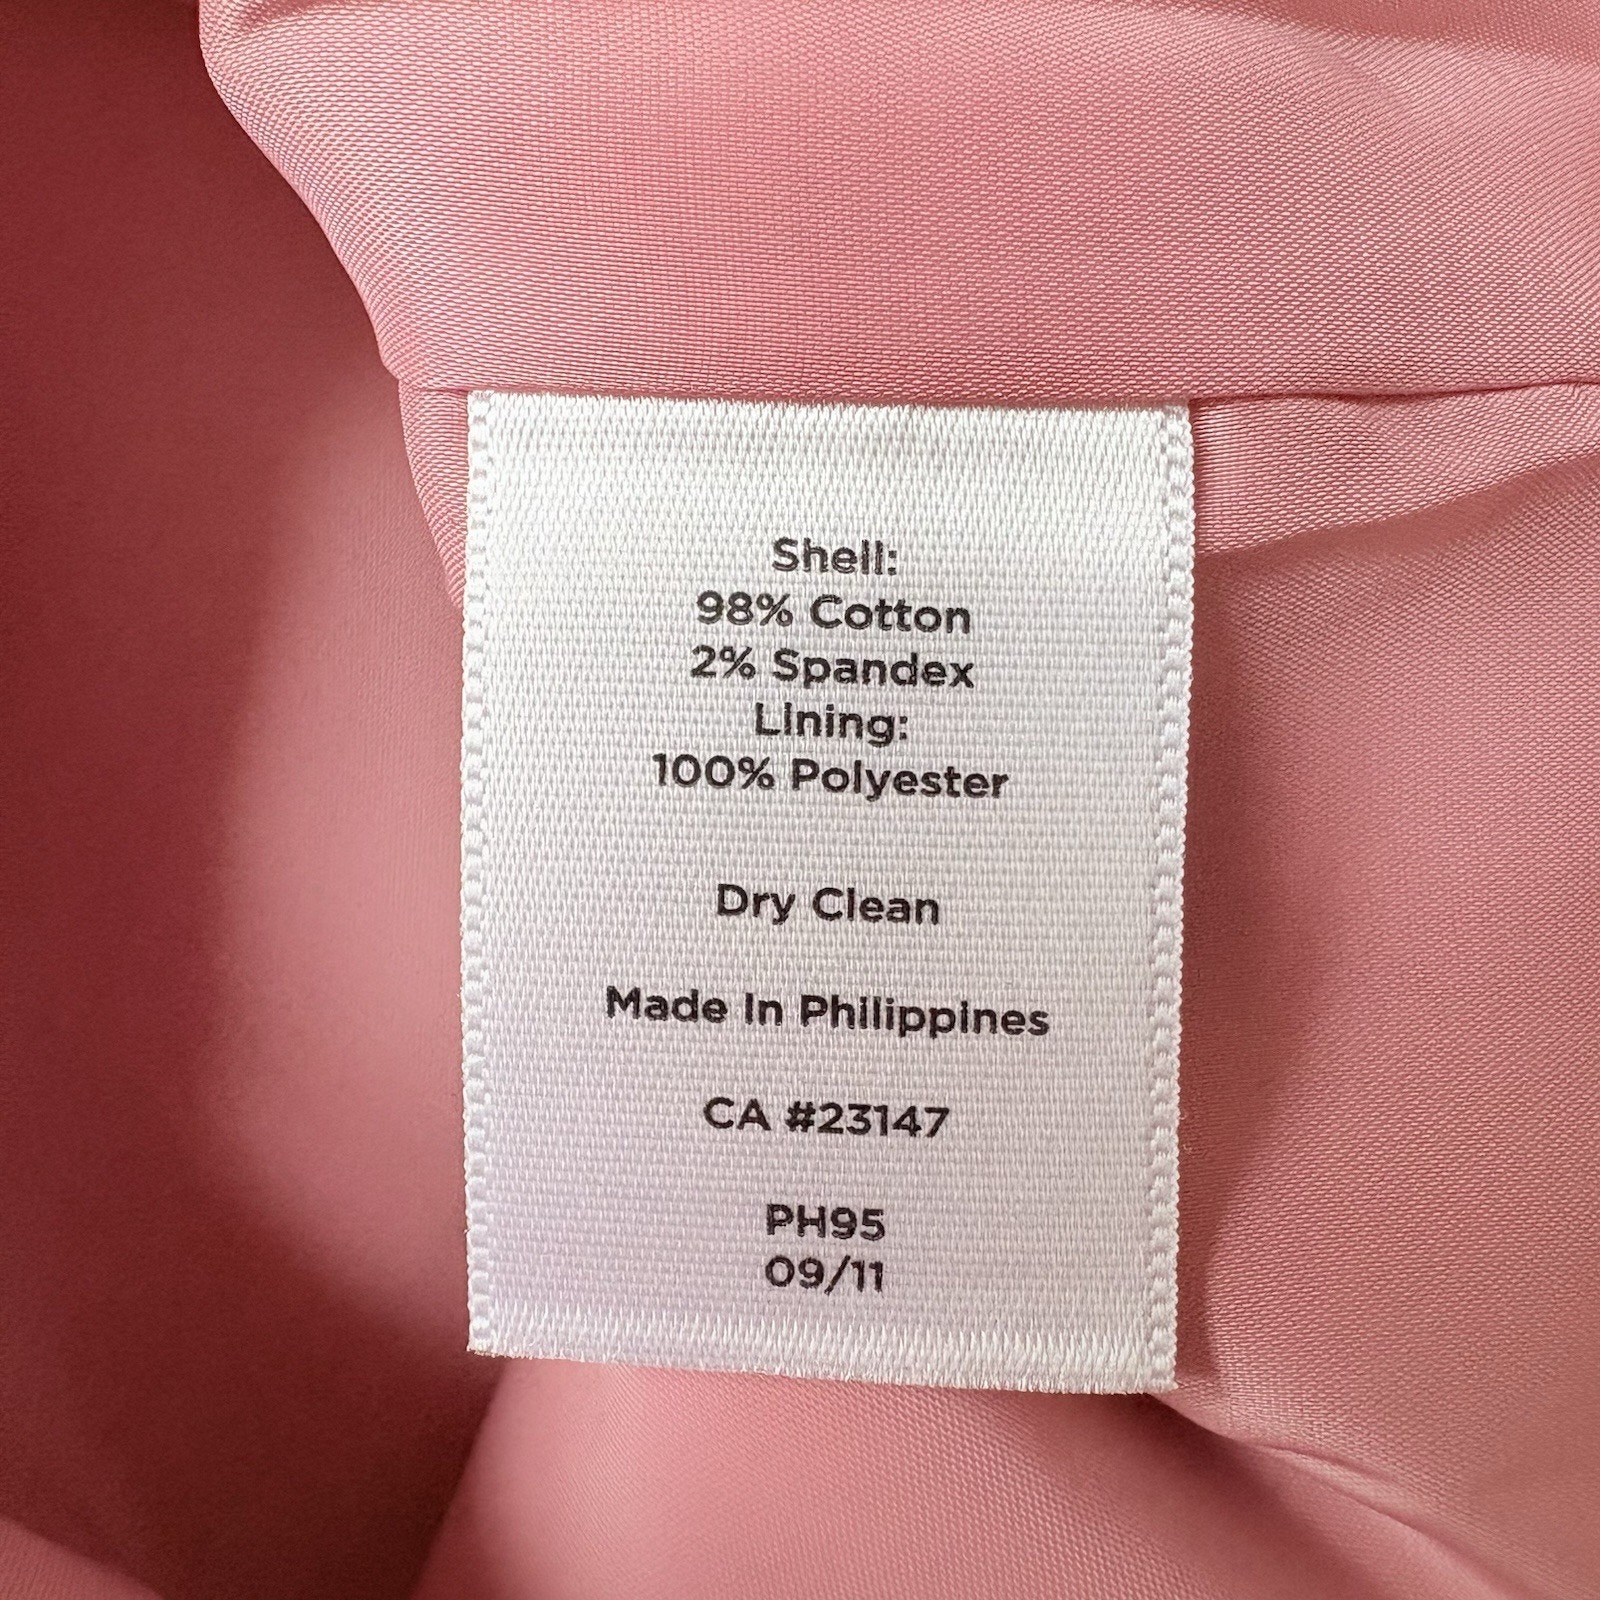 Shell:
98% Cotton
2% Spandex
Lining:
100% Polyester
Dry Clean
Made In Philippines
CA #23147
PH95
09/11